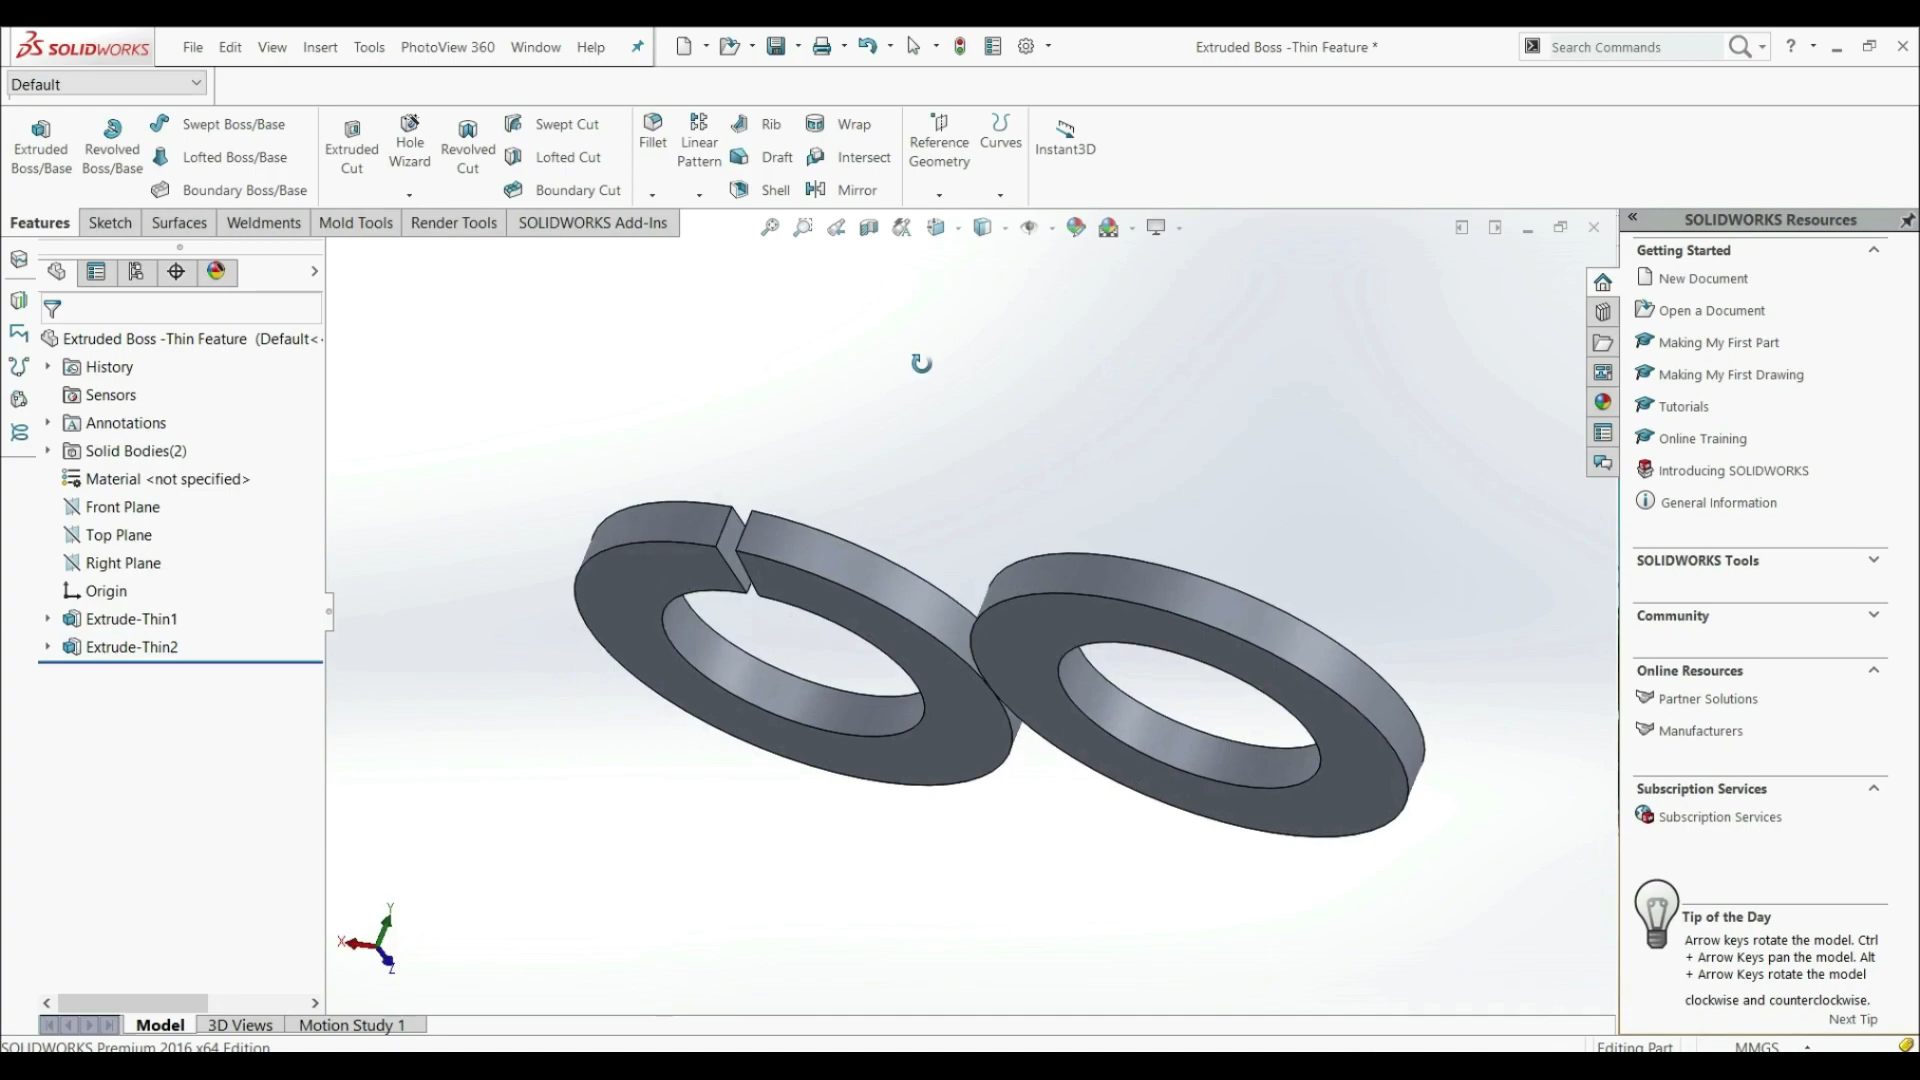 SOLIDWORKS File Edit View Insert Tools PhotoView 360 Window Help Extruded Boss -Thin Feature * Search Commands ?
Default
Extruded Boss/Base
Revolved Boss/Base
Swept Boss/Base
Lofted Boss/Base
Boundary Boss/Base
Extruded Cut
Hole Wizard
Revolved Cut
Swept Cut
Lofted Cut
Boundary Cut
Fillet
Linear Pattern
Rib
Draft
Shell
Wrap
Intersect
Mirror
Reference Geometry
Curves
Instant3D
Features Sketch Surfaces Weldments Mold Tools Render Tools SOLIDWORKS Add-Ins
Extruded Boss -Thin Feature (Default<
History
Sensors
Annotations
Solid Bodies(2)
Material <not specified>
Front Plane
Top Plane
Right Plane
Origin
Extrude-Thin1
Extrude-Thin2
Y
X
Z
Model 3D Views Motion Study 1
SOLIDWORKS Premium 2016 x64 Edition
Editing Part MMGS
SOLIDWORKS Resources
Getting Started
New Document
Open a Document
Making My First Part
Making My First Drawing
Tutorials
Online Training
Introducing SOLIDWORKS
General Information
SOLIDWORKS Tools
Community
Online Resources
Partner Solutions
Manufacturers
Subscription Services
Subscription Services
Tip of the Day
Arrow keys rotate the model. Ctrl
+ Arrow Keys pan the model. Alt
+ Arrow Keys rotate the model
clockwise and counterclockwise.
Next Tip